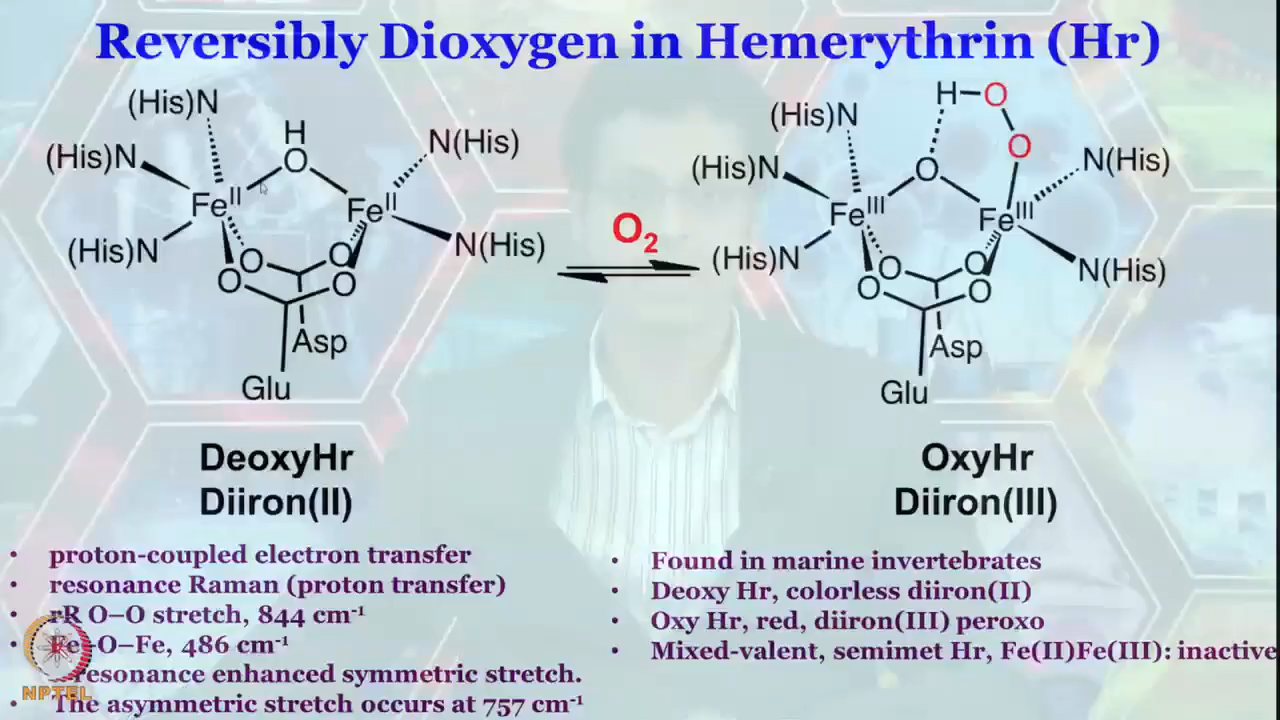 Reversibly Dioxygen in Hemerythrin (Hr)
(His)N
H
O
N(His)
(His)N
Fe^II
Fe^II
(His)N
N(His)
O
O
O
O
Asp
Glu
O₂
(His)N
H–O
O
(His)N
O
N(His)
Fe^III
Fe^III
(His)N
N(His)
O
O
O
O
Asp
Glu
DeoxyHr
Diiron(II)
OxyHr
Diiron(III)
• proton-coupled electron transfer
• resonance Raman (proton transfer)
• rR O–O stretch, 844 cm⁻¹
• Fe–O–Fe, 486 cm⁻¹
resonance enhanced symmetric stretch.
• The asymmetric stretch occurs at 757 cm⁻¹
• Found in marine invertebrates
• Deoxy Hr, colorless diiron(II)
• Oxy Hr, red, diiron(III) peroxo
• Mixed-valent, semimet Hr, Fe(II)Fe(III): inactive
NPTEL